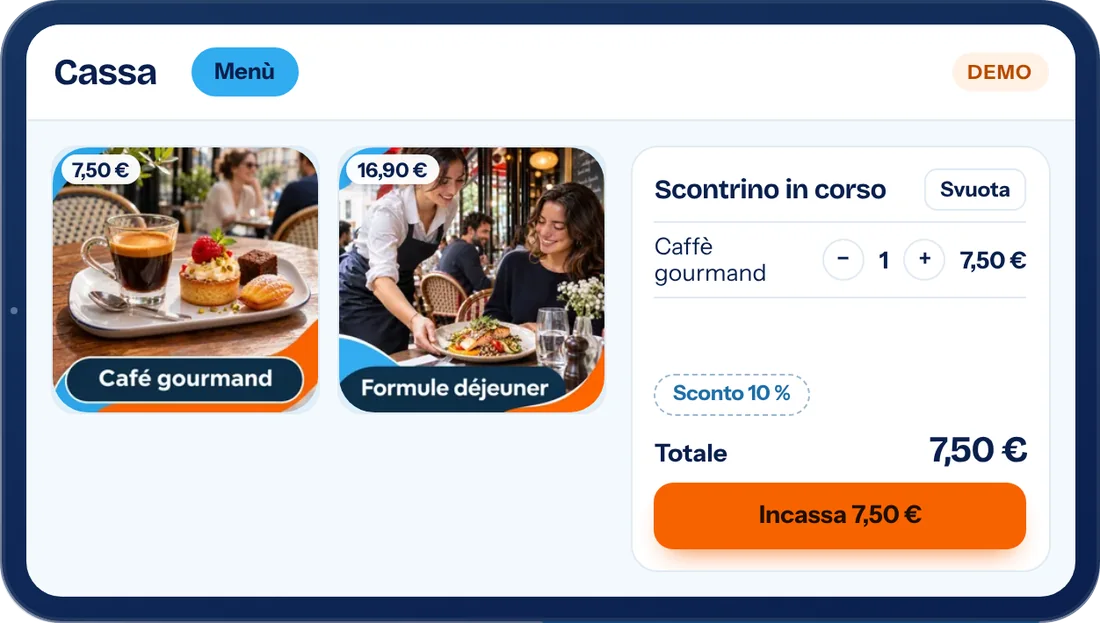 Cassa
Menù
DEMO
7,50 €
Café gourmand
16,90 €
Formule déjeuner
Scontrino in corso
Svuota
Caffè
gourmand
− 1 + 7,50 €
Sconto 10 %
Totale 7,50 €
Incassa 7,50 €